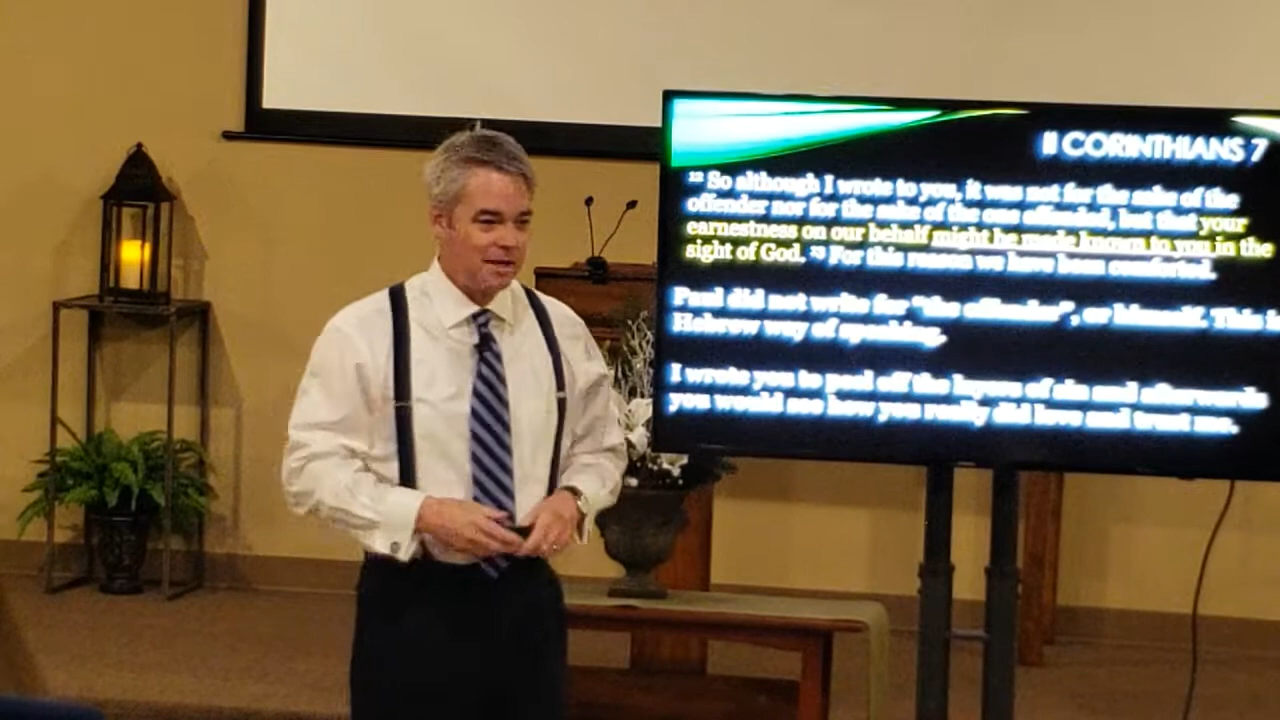 II CORINTHIANS 7
12 So although I wrote to you, it was not for the sake of the
offender nor for the sake of the one offended, but that your
earnestness on our behalf might be made known to you in the
sight of God. 13 For this reason we have been comforted.
Paul did not write for "the offender", or himself. This i
Hebrew way of speaking.
I wrote you to peel off the layers of sin and afterwards
you would see how you really did love and trust me.